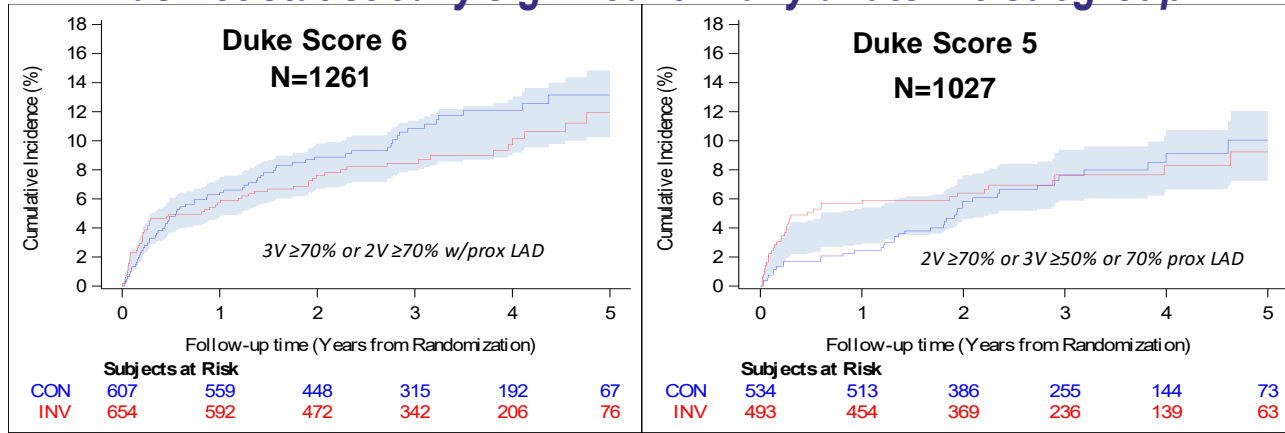 Duke Score 6
N=1261
Cumulative Incidence (%)
18
16
14
12
10
8
6
4
2
0
3V ≥70% or 2V ≥70% w/prox LAD
0 1 2 3 4 5
Follow-up time (Years from Randomization)
Subjects at Risk
CON 607 559 448 315 192 67
INV 654 592 472 342 206 76
Duke Score 5
N=1027
Cumulative Incidence (%)
18
16
14
12
10
8
6
4
2
0
2V ≥70% or 3V ≥50% or 70% prox LAD
0 1 2 3 4 5
Follow-up time (Years from Randomization)
Subjects at Risk
CON 534 513 386 255 144 73
INV 493 454 369 236 139 63